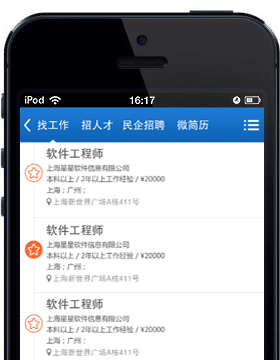 iPod 16:17
找工作 招人才 民企招聘 微简历
软件工程师
上海星星软件信息有限公司
本科以上 / 2年以上工作经验 / ¥20000
上海；广州；
上海新世界广场A栋411号
软件工程师
上海星星软件信息有限公司
本科以上 / 2年以上工作经验 / ¥20000
上海；广州；
上海新世界广场A栋411号
软件工程师
上海星星软件信息有限公司
本科以上 / 2年以上工作经验 / ¥20000
上海；广州；
上海新世界广场A栋411号